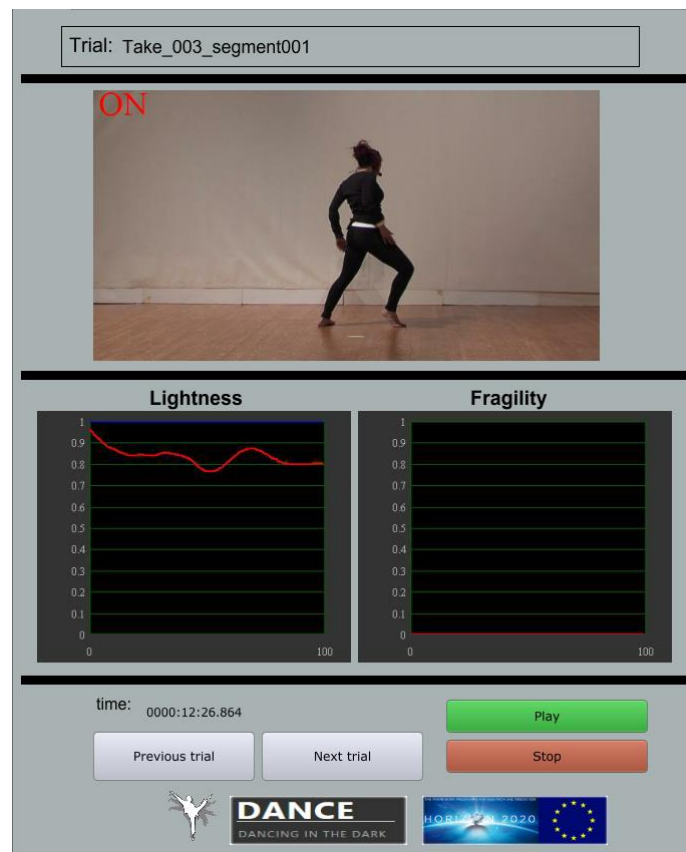 Trial: Take_003_segment001
ON
Lightness
Fragility
1
0.9
0.8
0.7
0.6
0.5
0.4
0.3
0.2
0.1
0
0
100
1
0.9
0.8
0.7
0.6
0.5
0.4
0.3
0.2
0.1
0
0
100
time: 0000:12:26.864
Play
Previous trial
Next trial
Stop
DANCE
DANCING IN THE DARK
HORIZON 2020